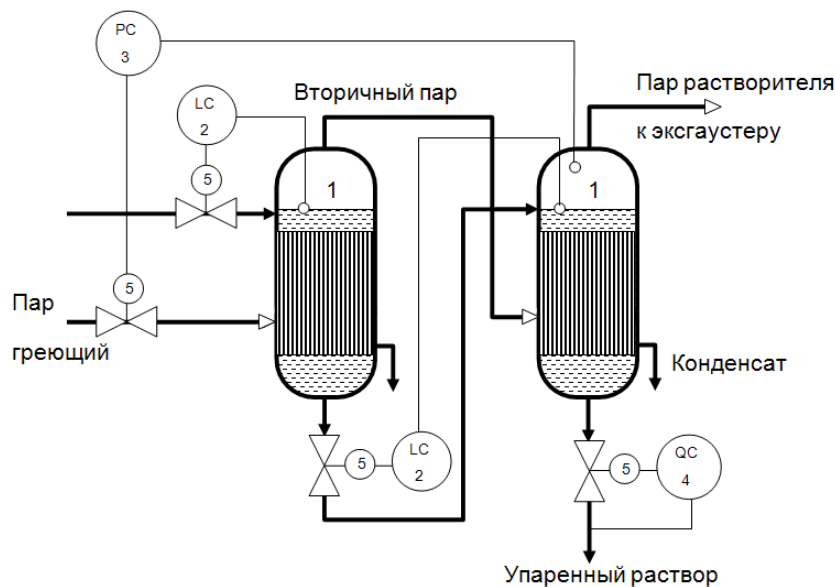 PC
3
Пар растворителя
к эксгаустеру
LC
2
Вторичный пар
5
1
1
5
Пар
греющий
Конденсат
5
LC
2
5
QC
4
Упаренный раствор